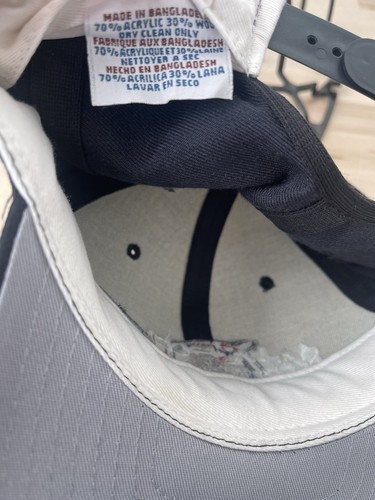 MADE IN BANGLADESH
70% ACRYLIC 30% WOOL
DRY CLEAN ONLY
FABRIQUE AUX BANGLADESH
70% ACRYLIQUE ET 30% LAINE
NETTOYER A SEC
HECHO EN BANGLADESH
70% ACRILICA 30% LANA
LAVAR EN SECO